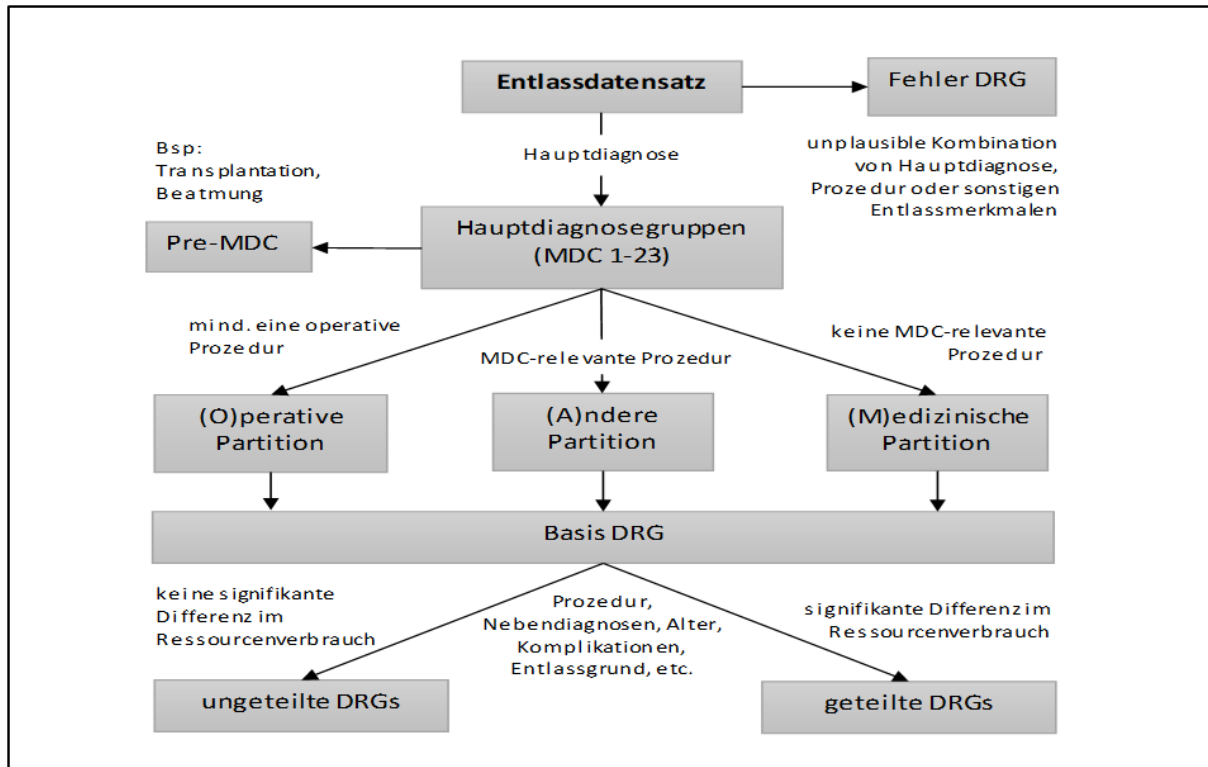 Entlassdatensatz
Fehler DRG
Bsp:
Transplantation,
Beatmung
Hauptdiagnose
unplausible Kombination
von Hauptdiagnose,
Prozedur oder sonstigen
Entlassmerkmalen
Pre-MDC
Hauptdiagnosegruppen
(MDC 1-23)
mind. eine operative
Prozedur
MDC-relevante Prozedur
keine MDC-relevante
Prozedur
(O)perative
Partition
(A)ndere
Partition
(M)edizinische
Partition
Basis DRG
keine signifikante
Differenz im
Ressourcenverbrauch
Prozedur,
Nebendiagnosen, Alter,
Komplikationen,
Entlassgrund, etc.
signifikante Differenz im
Ressourcenverbrauch
ungeteilte DRGs
geteilte DRGs